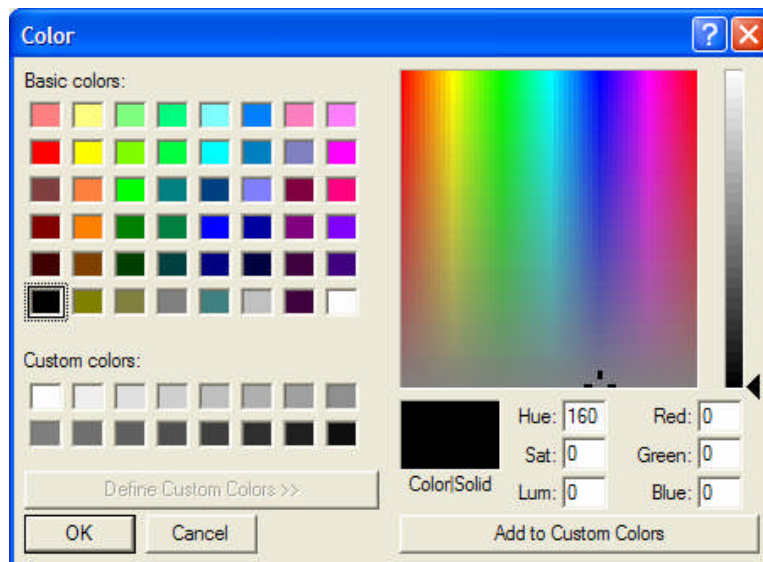 Color
Basic colors:
Custom colors:
Define Custom Colors >>
OK Cancel
Color|Solid
Hue: 160 Red: 0
Sat: 0 Green: 0
Lum: 0 Blue: 0
Add to Custom Colors